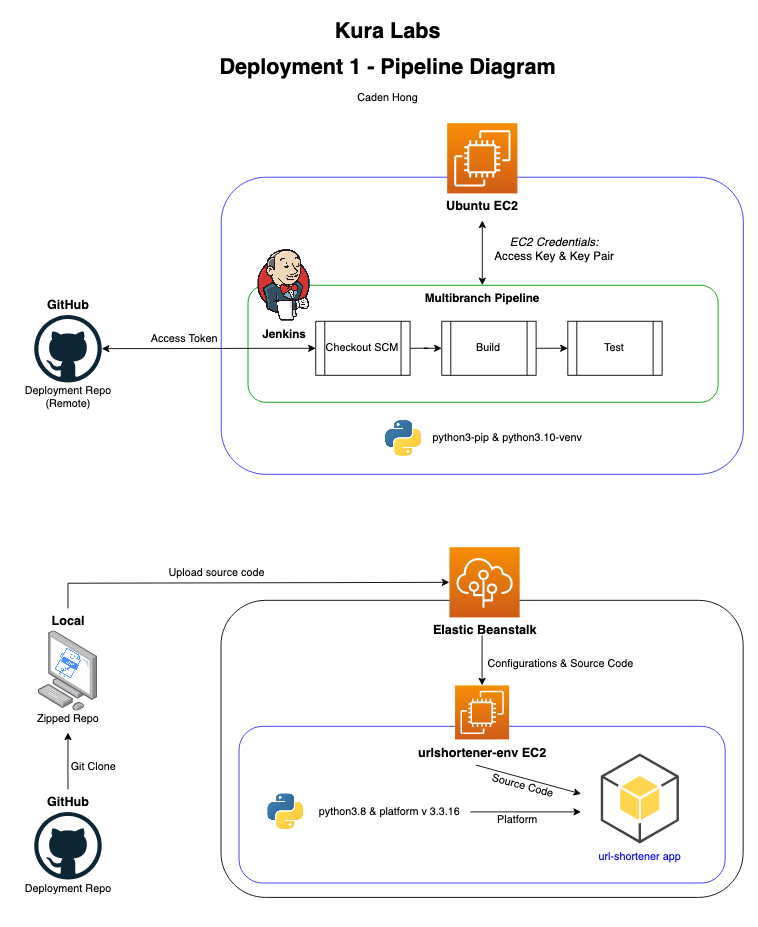 Kura Labs
Deployment 1 - Pipeline Diagram
Caden Hong
Ubuntu EC2
EC2 Credentials:
Access Key & Key Pair
Multibranch Pipeline
GitHub
Jenkins
Access Token
Checkout SCM
Build
Test
Deployment Repo
(Remote)
python3-pip & python3.10-venv
Upload source code
Local
Elastic Beanstalk
Configurations & Source Code
Zipped Repo
urlshortener-env EC2
Git Clone
Source Code
GitHub
python3.8 & platform v 3.3.16
Platform
url-shortener app
Deployment Repo